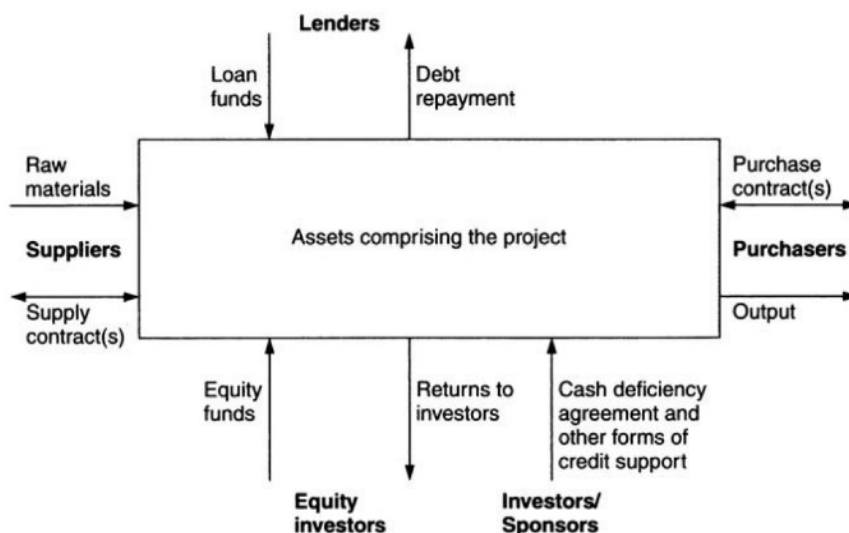 Lenders
Loan
funds
Debt
repayment
Raw
materials
Purchase
contract(s)
Assets comprising the project
Suppliers
Purchasers
Supply
contract(s)
Output
Equity
funds
Returns to
investors
Cash deficiency
agreement and
other forms of
credit support
Equity
investors
Investors/
Sponsors